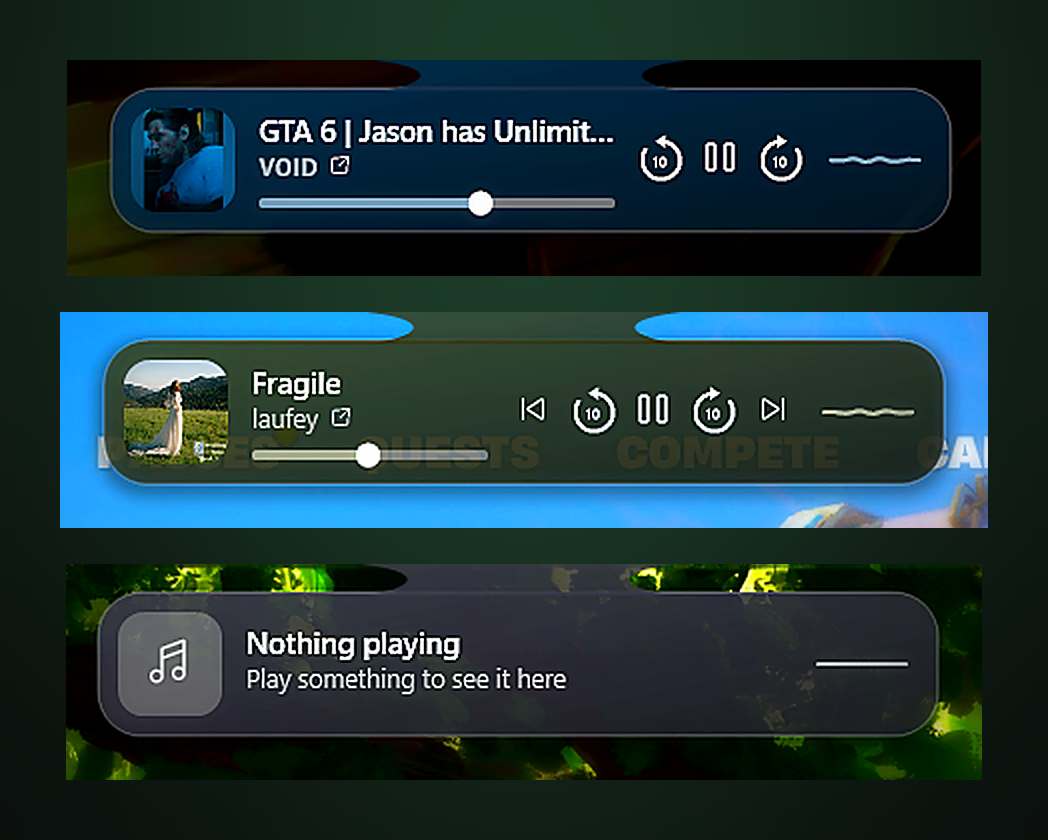 GTA 6 | Jason has Unlimit...
VOID
10
10
Fragile
laufey
10
10
QUESTS
COMPETE
Nothing playing
Play something to see it here